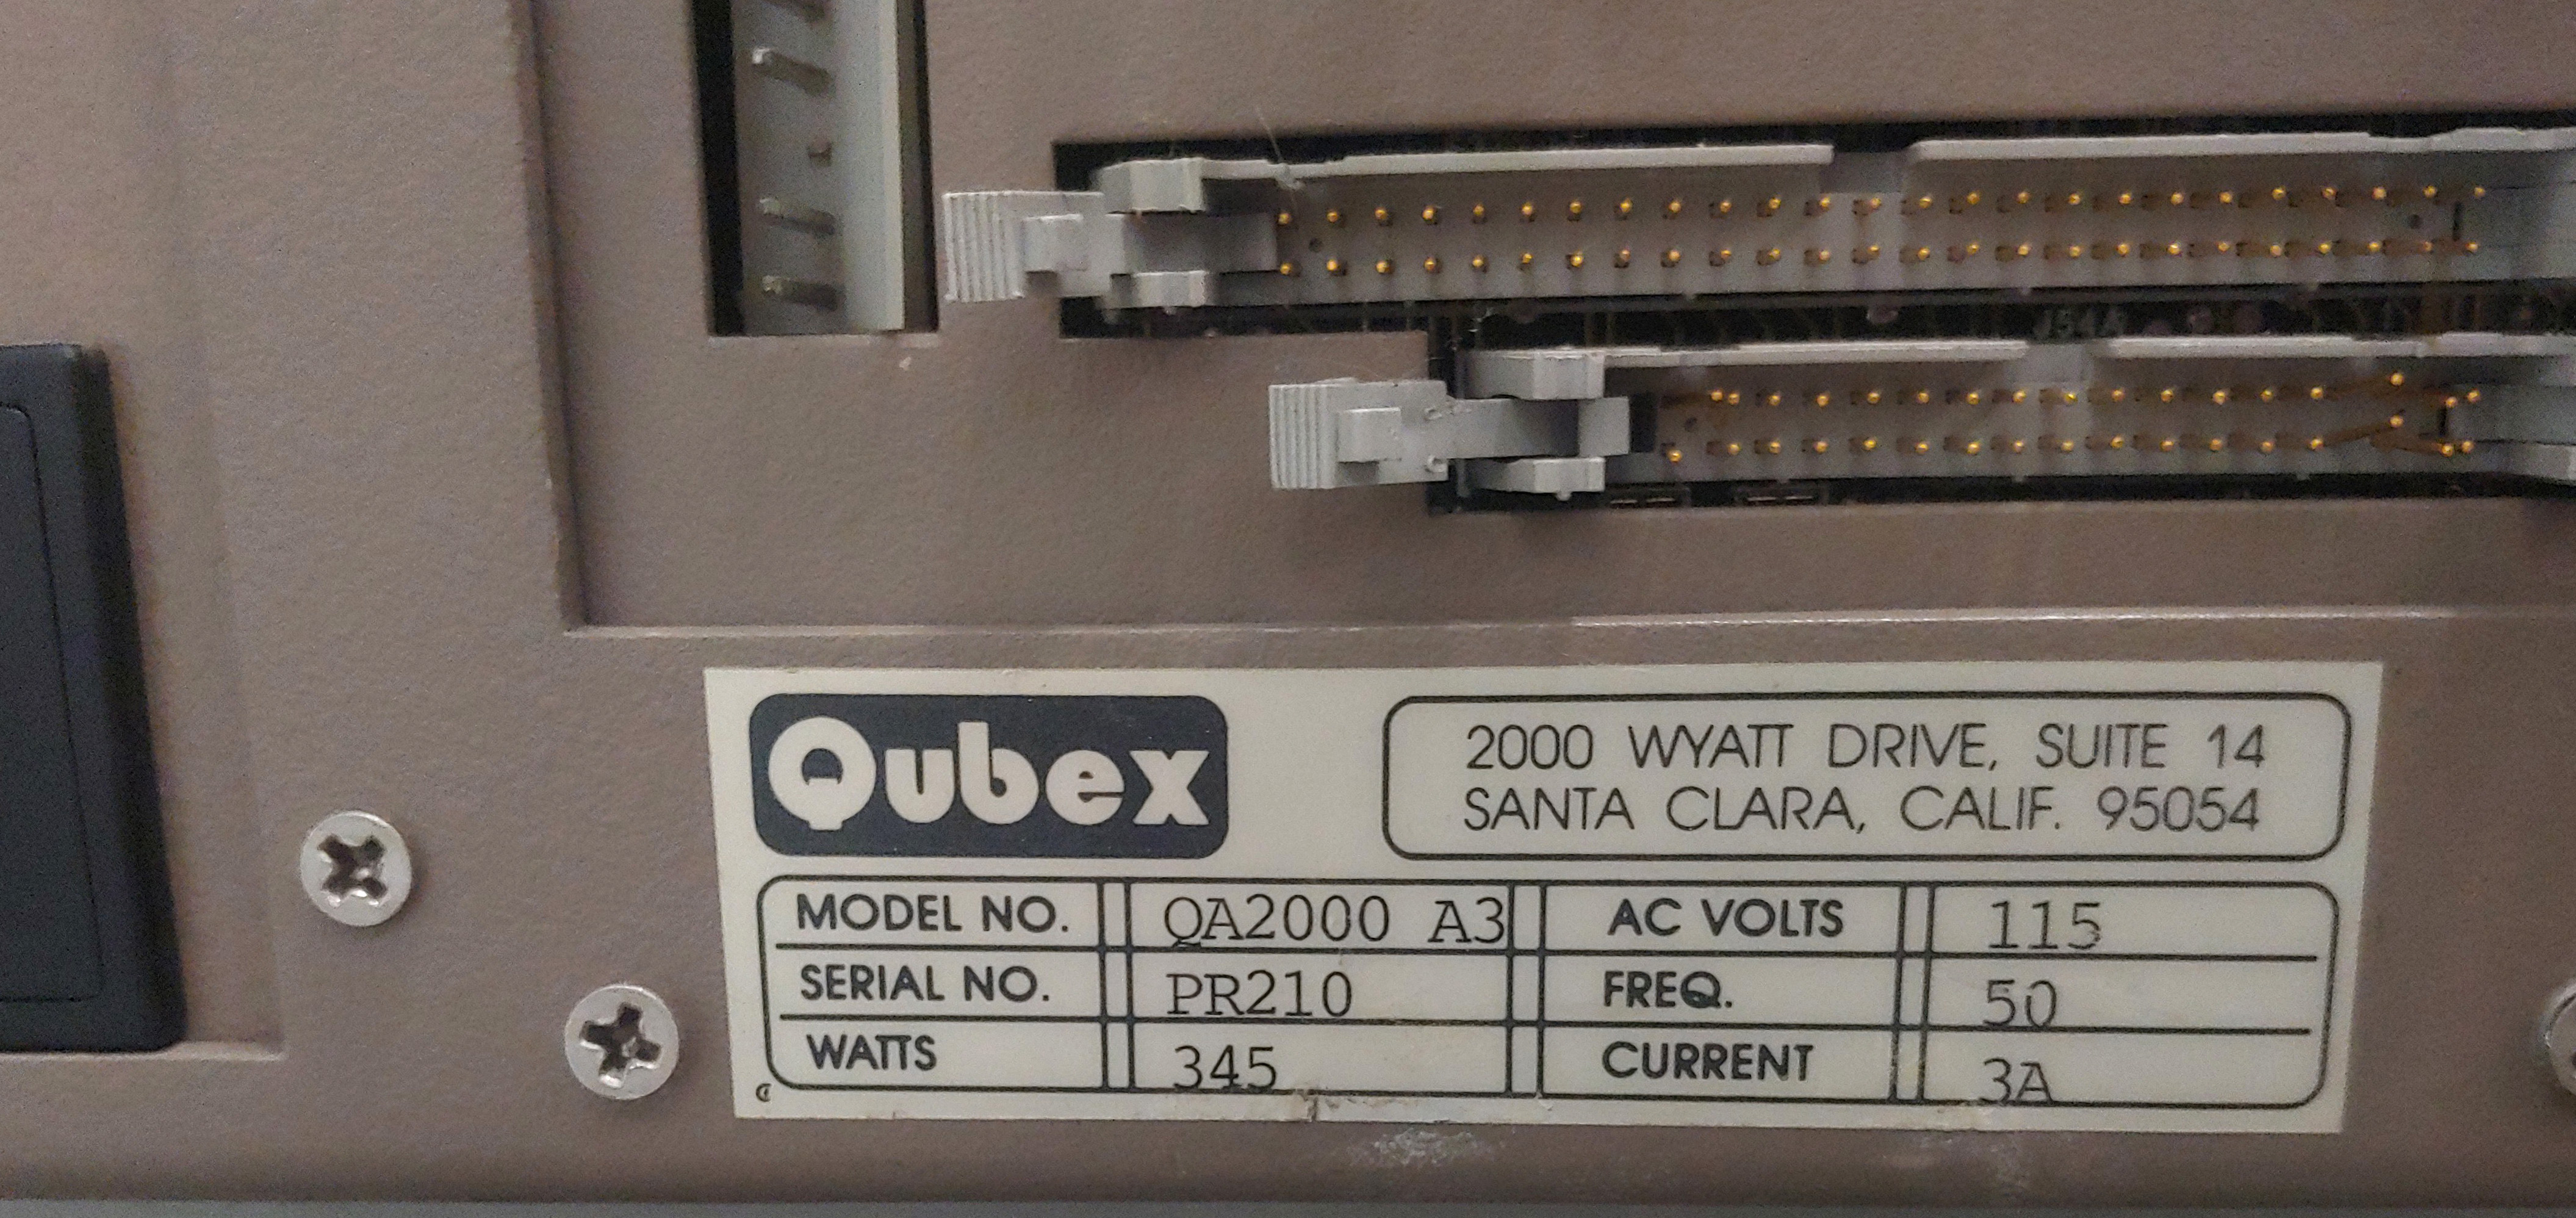 Qubex
2000 WYATT DRIVE, SUITE 14
SANTA CLARA, CALIF. 95054
MODEL NO. QA2000 A3 AC VOLTS 115
SERIAL NO. PR210 FREQ. 50
WATTS 345 CURRENT 3A